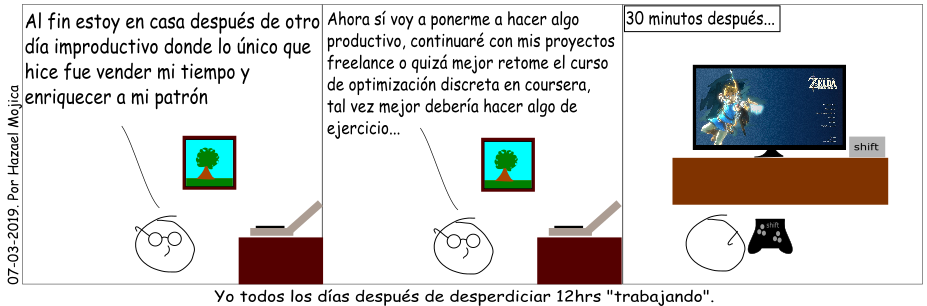 Al fin estoy en casa después de otro
día improductivo donde lo único que
hice fue vender mi tiempo y
enriquecer a mi patrón
Ahora sí voy a ponerme a hacer algo
productivo, continuaré con mis proyectos
freelance o quizá mejor retome el curso
de optimización discreta en coursera,
tal vez mejor debería hacer algo de
ejercicio...
30 minutos después...
ZELDA
shift
shift
07-03-2019. Por Hazael Mojica
Yo todos los días después de desperdiciar 12hrs "trabajando".